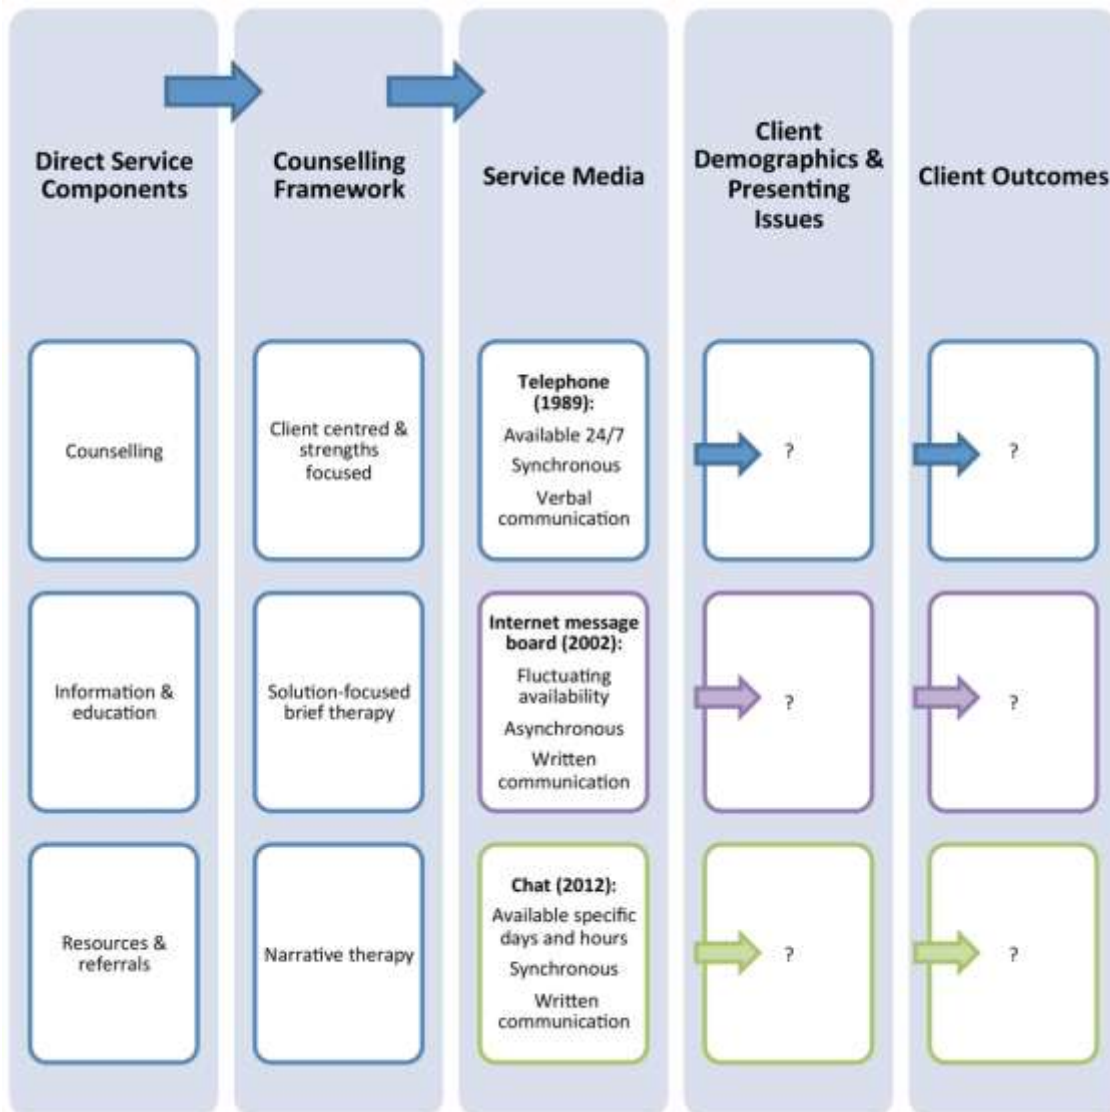 Direct Service
Components
Counselling
Framework
Service Media
Client
Demographics &
Presenting
Issues
Client Outcomes
Counselling
Client centred &
strengths
focused
Telephone
(1989):
Available 24/7
Synchronous
Verbal
communication
?
?
Information &
education
Solution-focused
brief therapy
Internet message
board (2002):
Fluctuating
availability
Asynchronous
Written
communication
?
?
Resources &
referrals
Narrative therapy
Chat (2012):
Available specific
days and hours
Synchronous
Written
communication
?
?